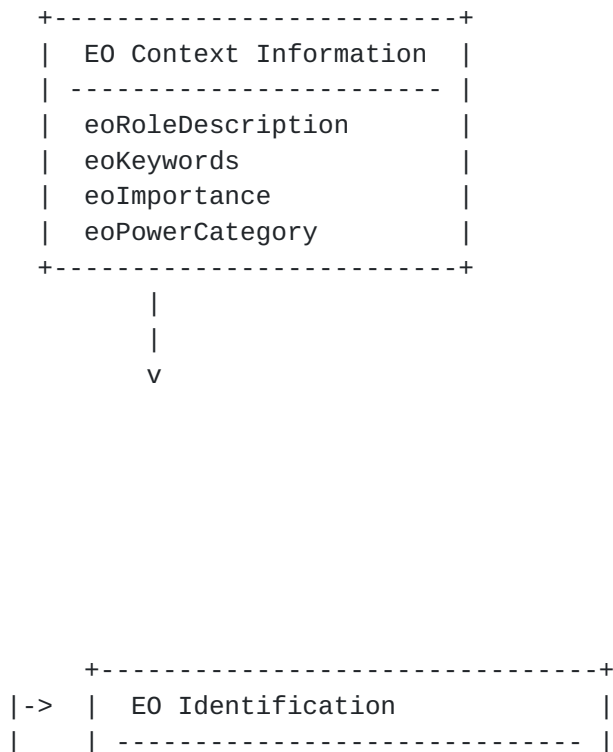 +--------------------------+
|  EO Context Information  |
| ------------------------ |
|  eoRoleDescription       |
|  eoKeywords              |
|  eoImportance            |
|  eoPowerCategory         |
+--------------------------+
|
|
v
+--------------------------------+
|->  |  EO Identification             |
|    | ------------------------------ |